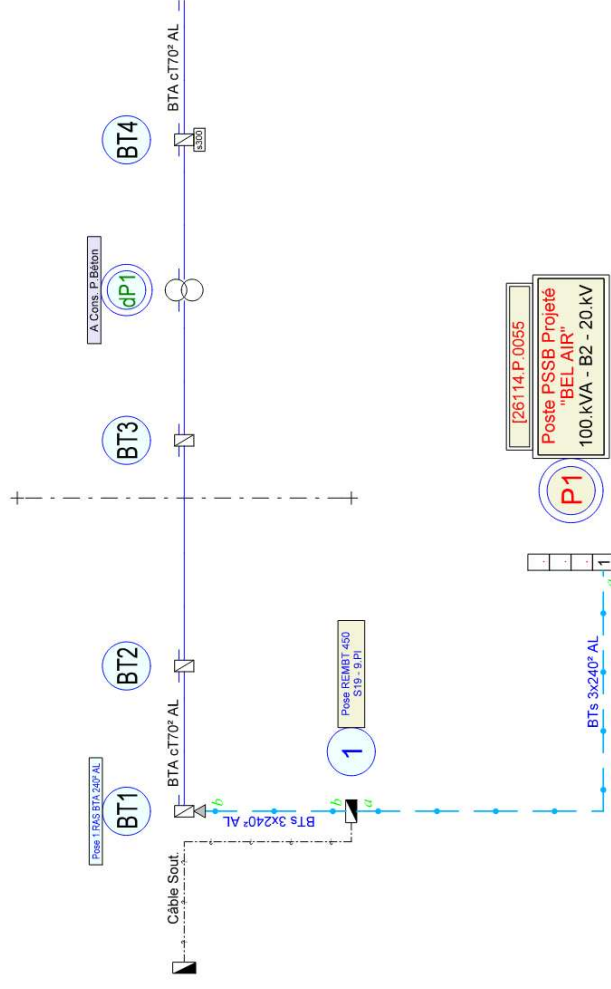 Pose 1 RAS BTA 240² AL
BT1
BT2
BT3
A Cons. P.Béton
dP1
BT4
s300
BTA cT70² AL
BTA cT70² AL
Câble Sout.
b
BTs 3x240² AL
b
a
1
Pose REMBT 450
S19 - 9.PI
BTs 3x240² AL
1
a
P1
[26114.P.0055
Poste PSSB Projeté
"BEL AIR"
100.kVA - B2 - 20.kV